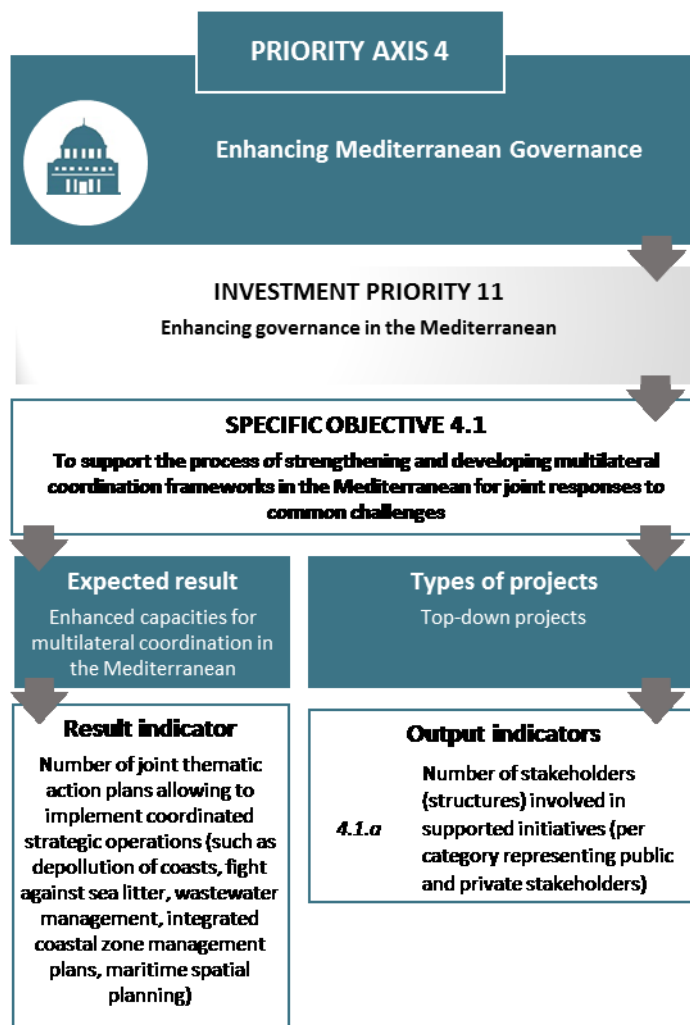 PRIORITY AXIS 4
Enhancing Mediterranean Governance
INVESTMENT PRIORITY 11
Enhancing governance in the Mediterranean
SPECIFIC OBJECTIVE 4.1
To support the process of strengthening and developing multilateral
coordination frameworks in the Mediterranean for joint responses to
common challenges
Expected result
Enhanced capacities for
multilateral coordination in
the Mediterranean
Types of projects
Top-down projects
Result indicator
Number of joint thematic
action plans allowing to
implement coordinated
strategic operations (such as
depollution of coasts, fight
against sea litter, wastewater
management, integrated
coastal zone management
plans, maritime spatial
planning)
Output indicators
4.1.a
Number of stakeholders
(structures) involved in
supported initiatives (per
category representing public
and private stakeholders)